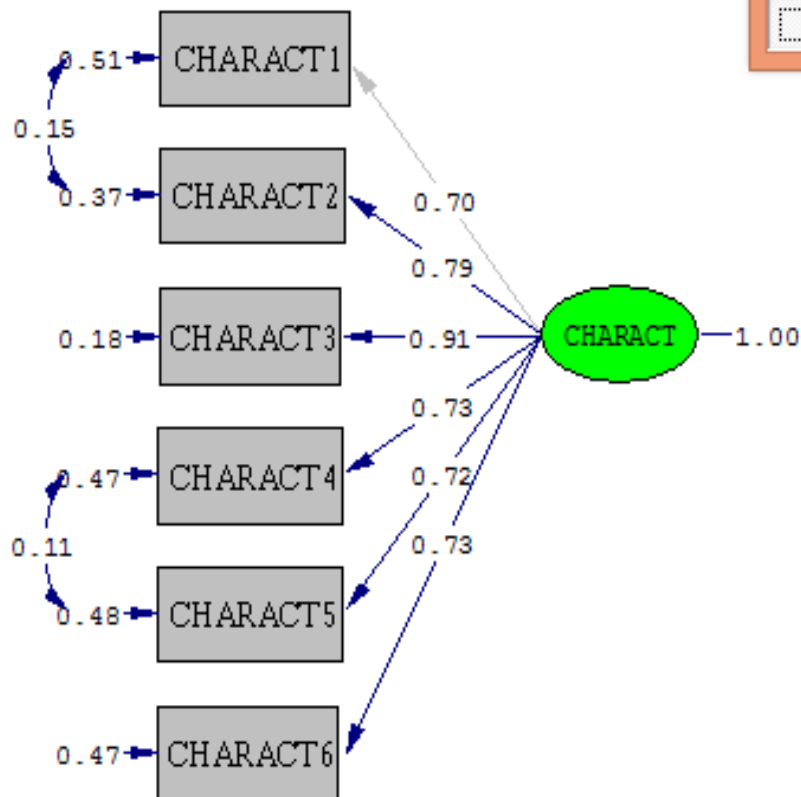 0.51 CHARACT1
0.15
0.70
0.37 CHARACT2
0.79
0.18 CHARACT3 0.91 CHARACT 1.00
0.73
0.47 CHARACT4 0.72
0.11
0.73
0.48 CHARACT5
0.47 CHARACT6